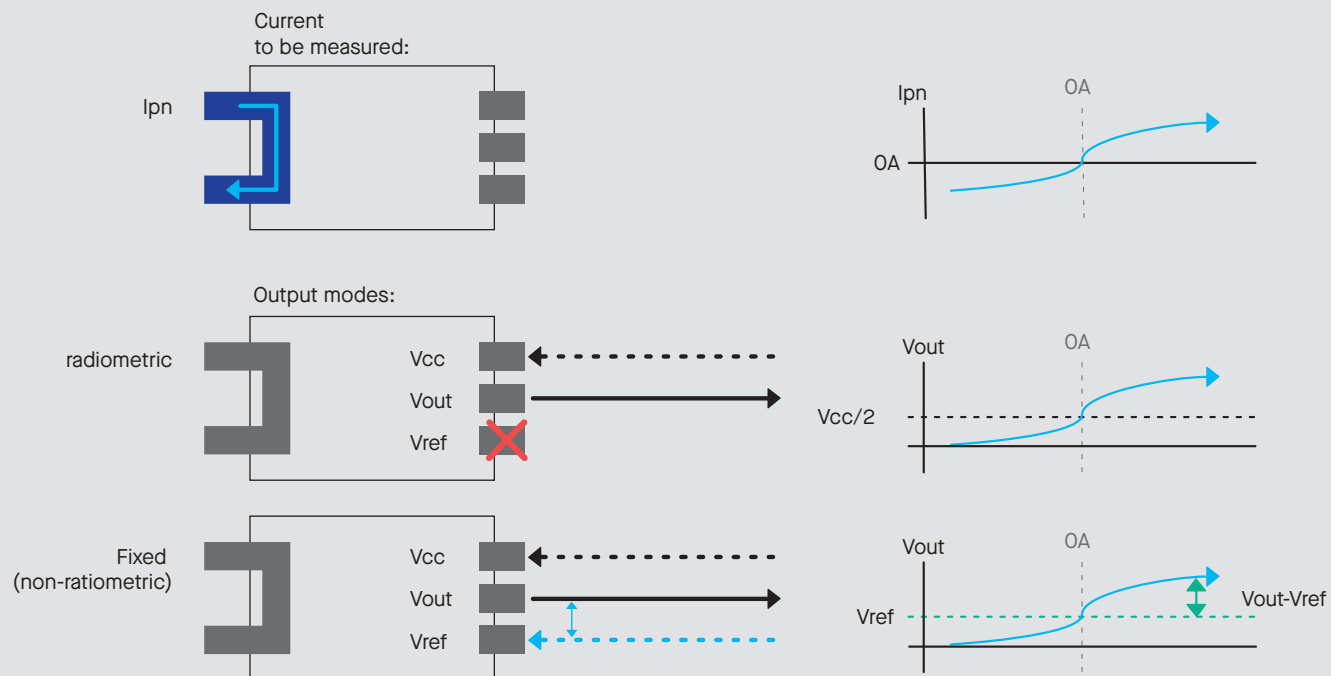 Current
to be measured:
Ipn
Ipn
OA
OA
Output modes:
radiometric
Vcc
Vout
Vref
Vout
OA
Vcc/2
Fixed
(non-ratiometric)
Vcc
Vout
Vref
Vout
OA
Vref
Vout-Vref